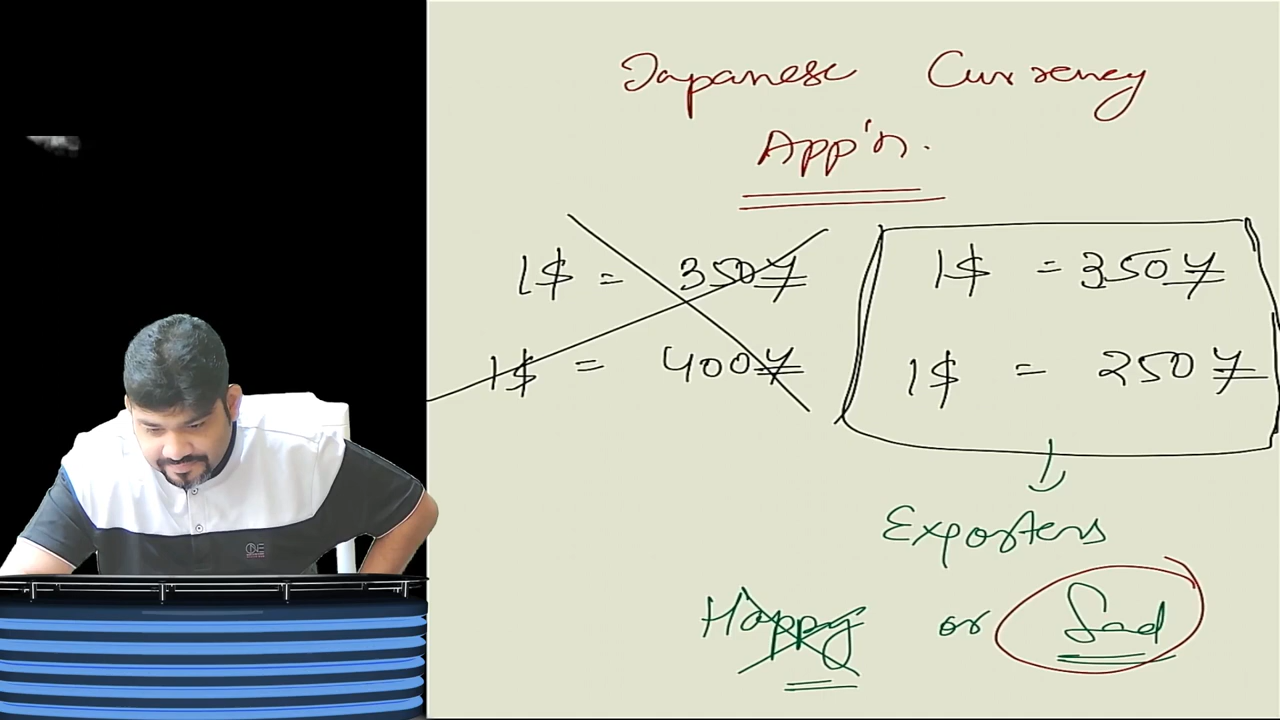 Japanese Currency
App'n.
1$ = 350¥
1$ = 400¥
1$ = 350¥
1$ = 250¥
Exporters
Happy or Sad